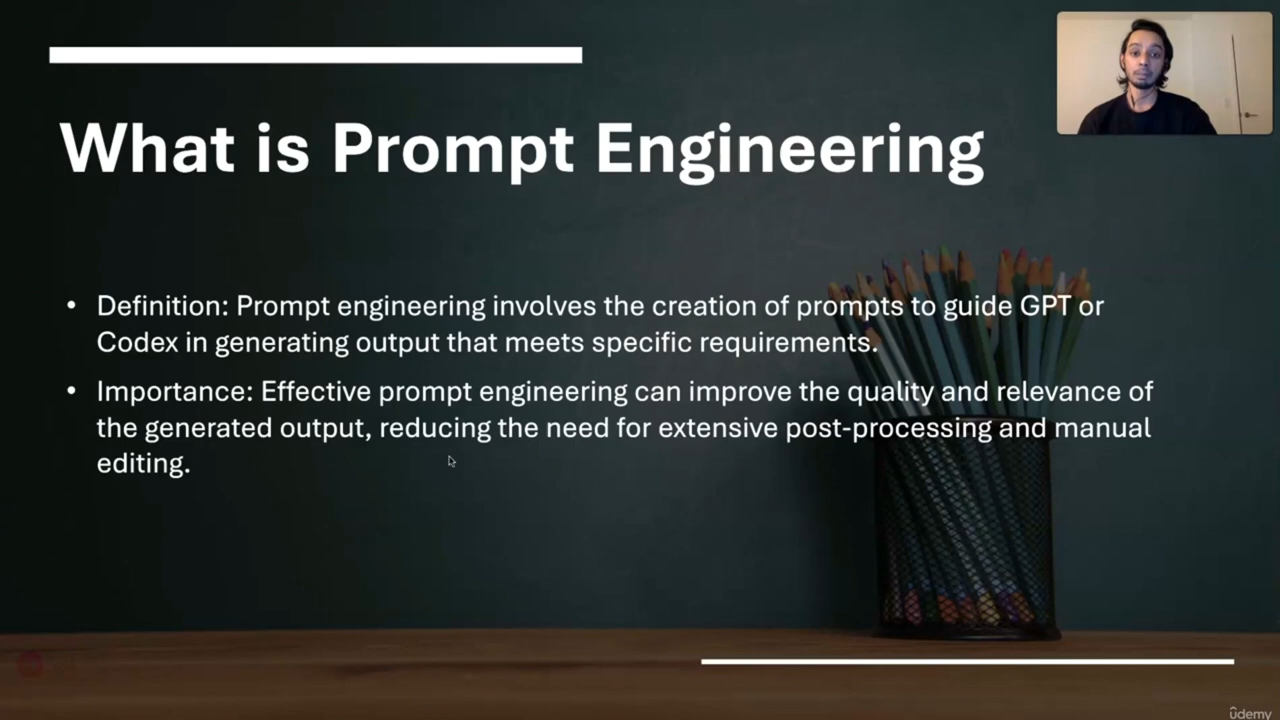 What is Prompt Engineering
• Definition: Prompt engineering involves the creation of prompts to guide GPT or
Codex in generating output that meets specific requirements.
• Importance: Effective prompt engineering can improve the quality and relevance of
the generated output, reducing the need for extensive post-processing and manual
editing.
ûdemy